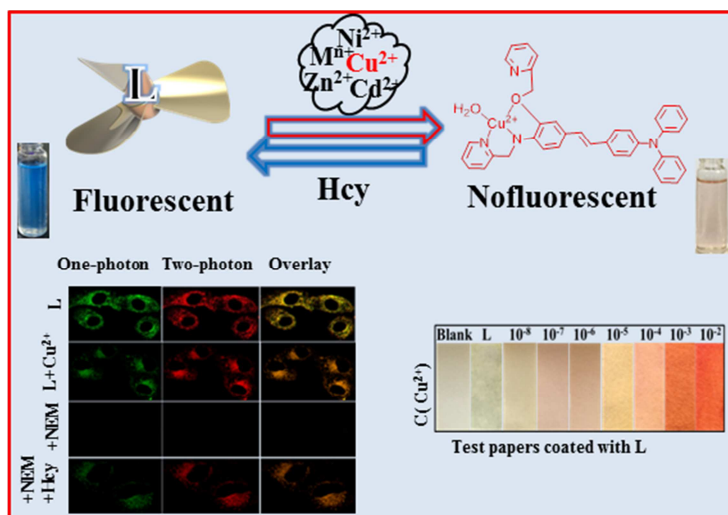 Ni2+
Mn+ Cu2+
Zn2+ Cd2+
L
Hcy
Fluorescent
Nofluorescent
N
O
H2O
Cu2+
N
N
N
One-photon Two-photon Overlay
L
L+Cu2+
+NEM
+NEM
+Hcy
Blank L 10-8 10-7 10-6 10-5 10-4 10-3 10-2
C(Cu2+)
Test papers coated with L